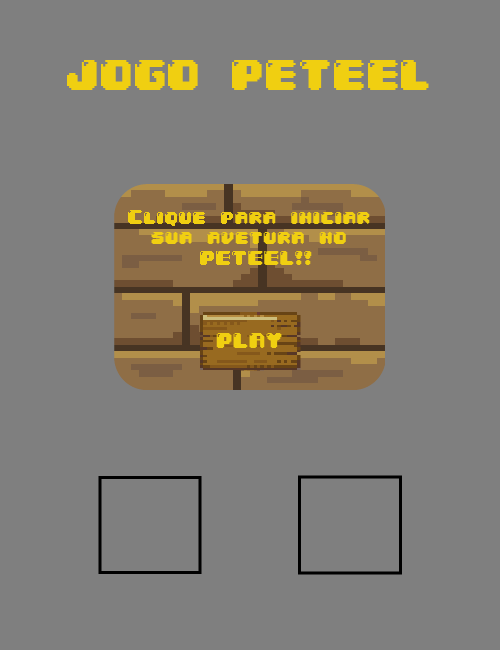 JOGO PETEEL
CLIQUE PARA INICIAR
SUA AVETURA NO
PETEEL!!
PLAY